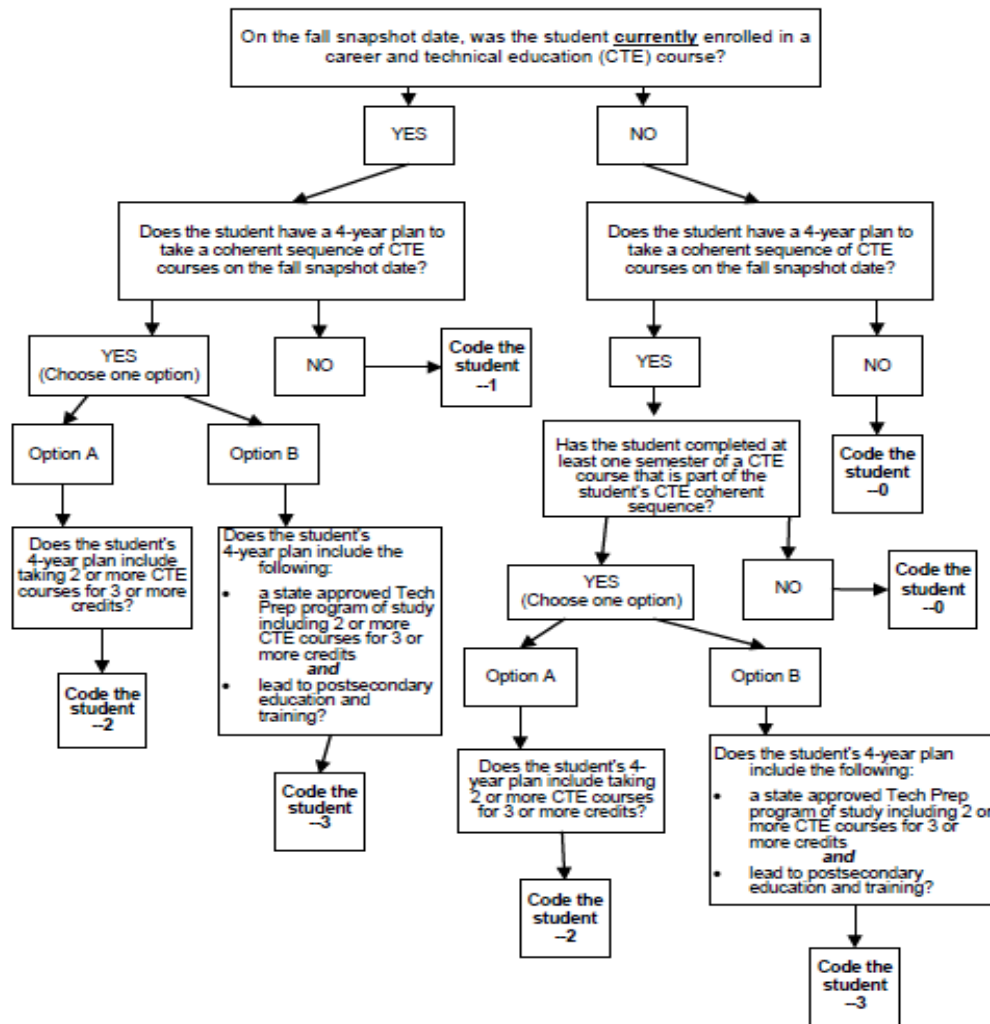 On the fall snapshot date, was the student currently enrolled in a
career and technical education (CTE) course?
YES
NO
Does the student have a 4-year plan to
take a coherent sequence of CTE
courses on the fall snapshot date?
Does the student have a 4-year plan to
take a coherent sequence of CTE
courses on the fall snapshot date?
YES
(Choose one option)
NO
Code the
student
--1
YES
NO
Option A
Option B
Has the student completed at
least one semester of a CTE
course that is part of the
student's CTE coherent
sequence?
Code the
student
--0
Does the student's
4-year plan include
taking 2 or more CTE
courses for 3 or more
credits?
Does the student's
4-year plan include the
following:
• a state approved Tech
Prep program of study
including 2 or more
CTE courses for 3 or
more credits
and
• lead to postsecondary
education and
training?
YES
(Choose one option)
NO
Code the
student
--0
Code the
student
--2
Option A
Option B
Code the
student
--3
Does the student's 4-
year plan include taking
2 or more CTE courses
for 3 or more credits?
Does the student's 4-year plan
include the following:
• a state approved Tech Prep
program of study including 2 or
more CTE courses for 3 or
more credits
and
• lead to postsecondary
education and training?
Code the
student
--2
Code the
student
--3